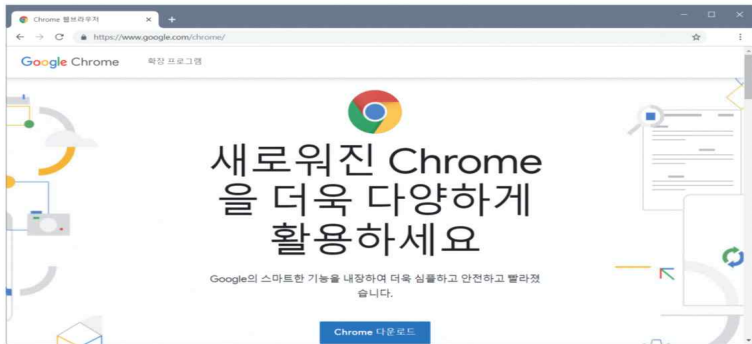 Chrome 웹브라우저
https://www.google.com/chrome/
Google Chrome 확장 프로그램
새로워진 Chrome
을 더욱 다양하게
활용하세요
Google의 스마트한 기능을 내장하여 더욱 심플하고 안전하고 빨라졌
습니다.
Chrome 다운로드